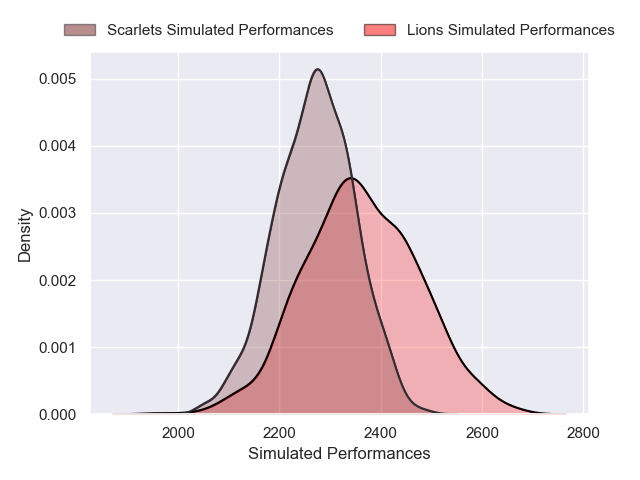 Scarlets Simulated Performances Lions Simulated Performances
0.005
0.004
0.003
0.002
0.001
0.000
Density
2000 2200 2400 2600 2800
Simulated Performances